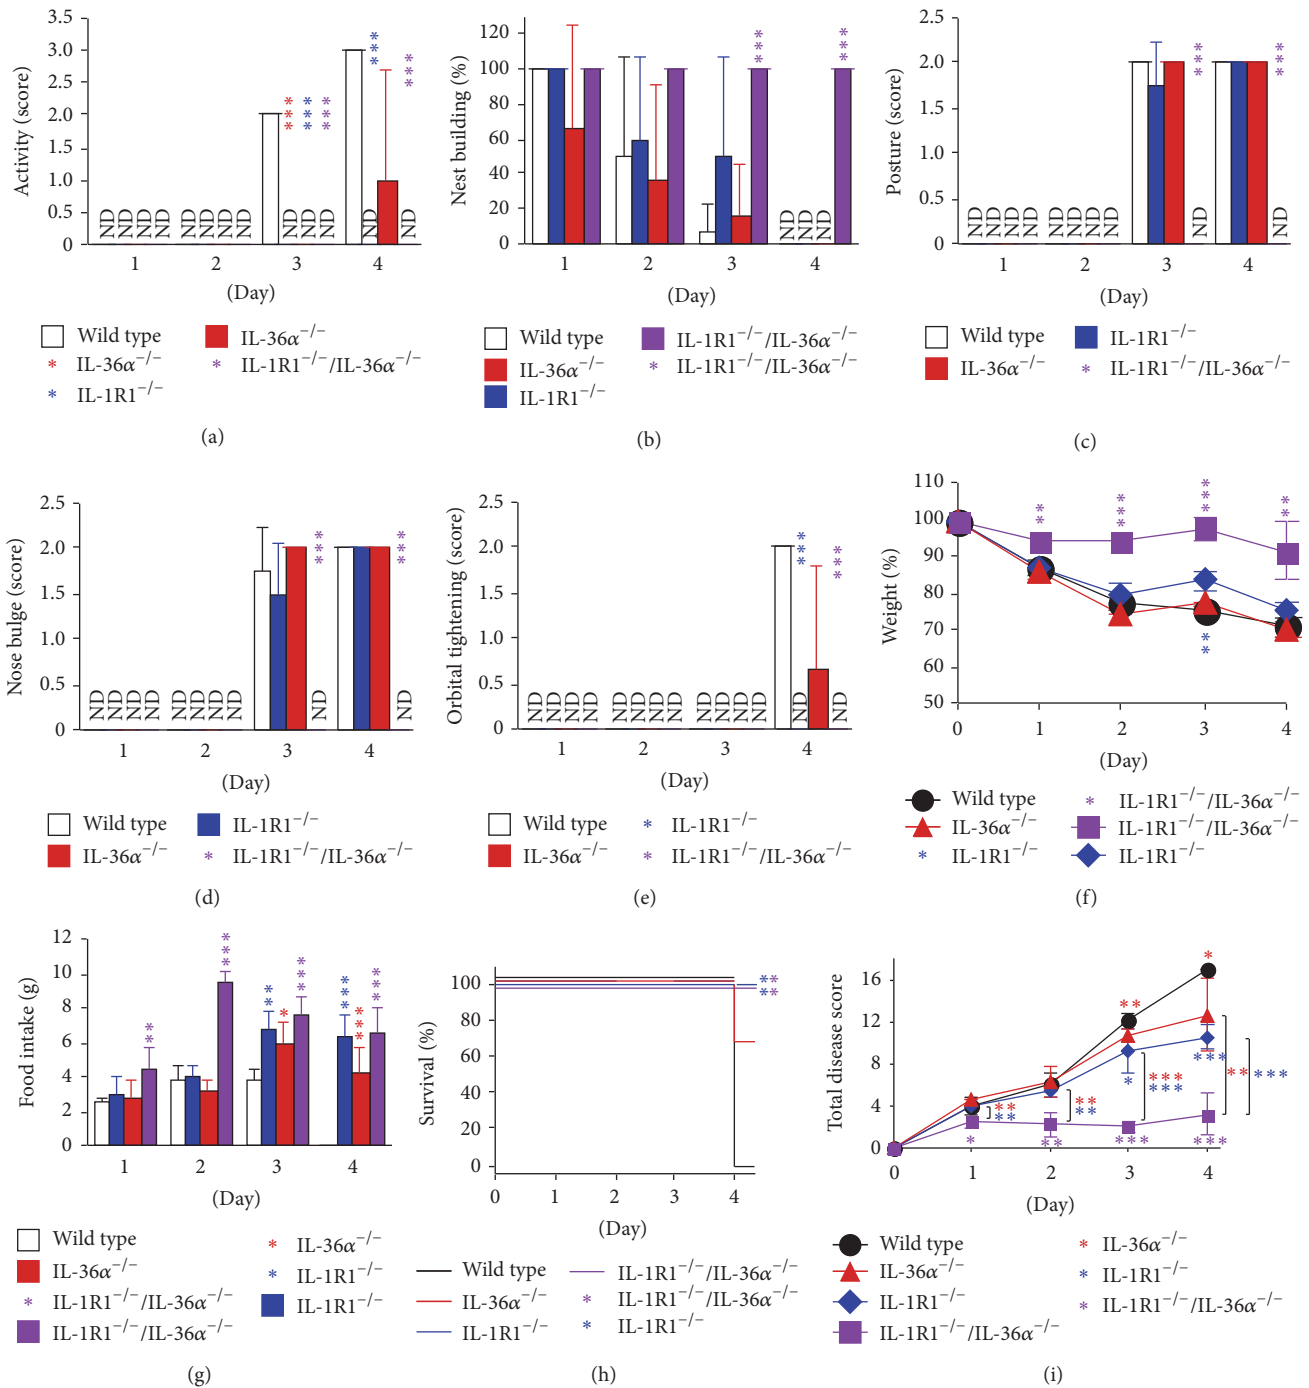 Activity (score)
3.5
3.0
2.5
2.0
1.5
1.0
0.5
0
ND ND ND ND ND ND ND ND *** *** *** *** ND *** ND
1 2 3 4
(Day)
Wild type
IL-36α−/−
* IL-36α−/−
* IL-1R1−/−/IL-36α−/−
* IL-1R1−/−
(a)
Nest building (%)
120
100
80
60
40
20
0
*** ***
ND ND ND
1 2 3 4
(Day)
Wild type
IL-1R1−/−/IL-36α−/−
IL-36α−/−
* IL-1R1−/−/IL-36α−/−
IL-1R1−/−
(b)
Posture (score)
2.5
2.0
1.5
1.0
2.5
0
*** ***
ND ND ND ND ND ND ND ND ND ND
1 2 3 4
(Day)
Wild type
IL-1R1−/−
IL-36α−/−
* IL-1R1−/−/IL-36α−/−
(c)
Nose bulge (score)
2.5
2.0
1.5
1.0
0.5
0
*** ***
ND ND ND ND ND ND ND ND ND ND
1 2 3 4
(Day)
Wild type
IL-1R1−/−
IL-36α−/−
* IL-1R1−/−/IL-36α−/−
(d)
Orbital tightening (score)
2.5
2.0
1.5
1.0
0.5
0
*** ***
ND ND ND ND ND ND ND ND ND ND ND ND ND ND
1 2 3 4
(Day)
Wild type
* IL-1R1−/−
IL-36α−/−
* IL-1R1−/−/IL-36α−/−
(e)
Weight (%)
110
100
90
80
70
60
50
** *** *** **
**
0 1 2 3 4
(Day)
Wild type
* IL-1R1−/−/IL-36α−/−
IL-36α−/−
IL-1R1−/−/IL-36α−/−
* IL-1R1−/−
IL-1R1−/−
(f)
Food intake (g)
12
10
8
6
4
2
0
** *** ** * *** *** *** ***
1 2 3 4
(Day)
Wild type
* IL-36α−/−
IL-36α−/−
* IL-1R1−/−
* IL-1R1−/−/IL-36α−/−
IL-1R1−/−
IL-1R1−/−/IL-36α−/−
(g)
Survival (%)
100
80
60
40
20
0
**
**
0 1 2 3 4
(Day)
Wild type
IL-1R1−/−/IL-36α−/−
IL-36α−/−
* IL-1R1−/−/IL-36α−/−
IL-1R1−/−
* IL-1R1−/−
(h)
Total disease score
16
12
8
4
0
*
**
***
** *** *
***
***
**
**
**
**
* ** *** ***
0 1 2 3 4
(Day)
Wild type
* IL-36α−/−
IL-36α−/−
* IL-1R1−/−
IL-1R1−/−
* IL-1R1−/−/IL-36α−/−
IL-1R1−/−/IL-36α−/−
(i)